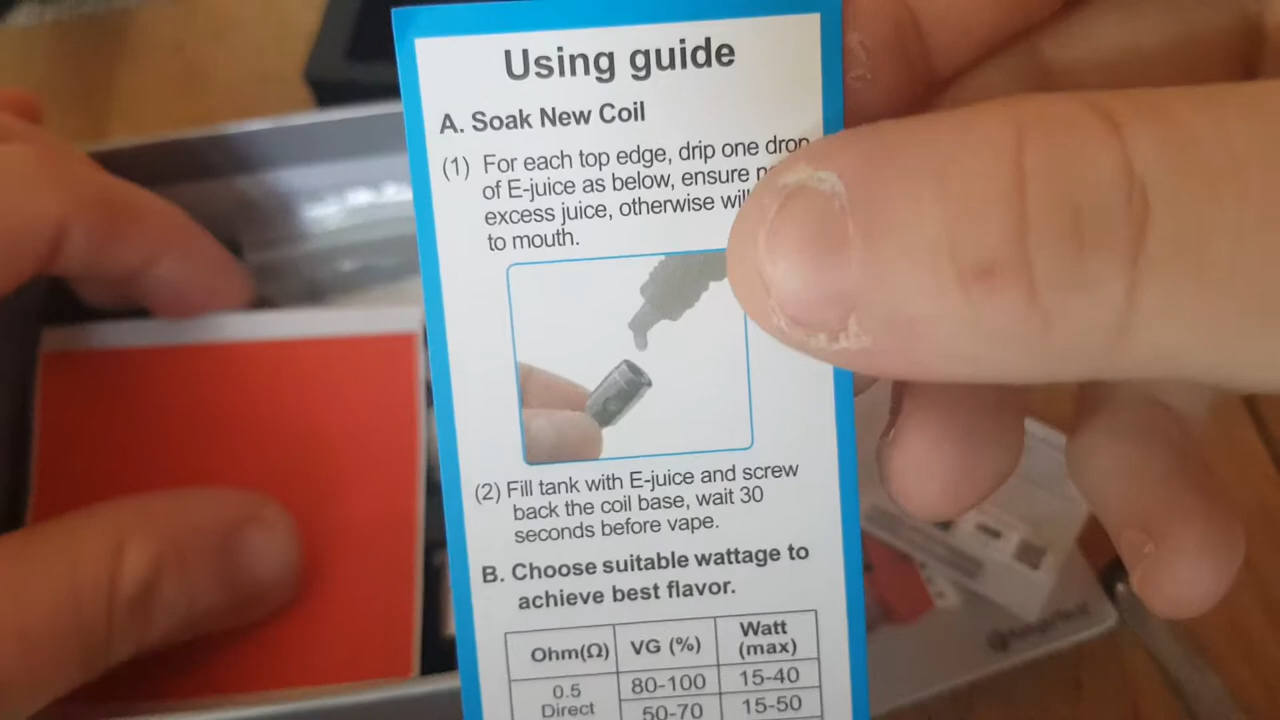 Using guide
A. Soak New Coil
(1) For each top edge, drip one drop
of E-juice as below, ensure
excess juice, otherwise will
to mouth.
(2) Fill tank with E-juice and screw
back the coil base, wait 30
seconds before vape.
B. Choose suitable wattage to
achieve best flavor.
Ohm(Ω) VG (%) Watt (max)
0.5 Direct
80-100 15-40
50-70 15-50